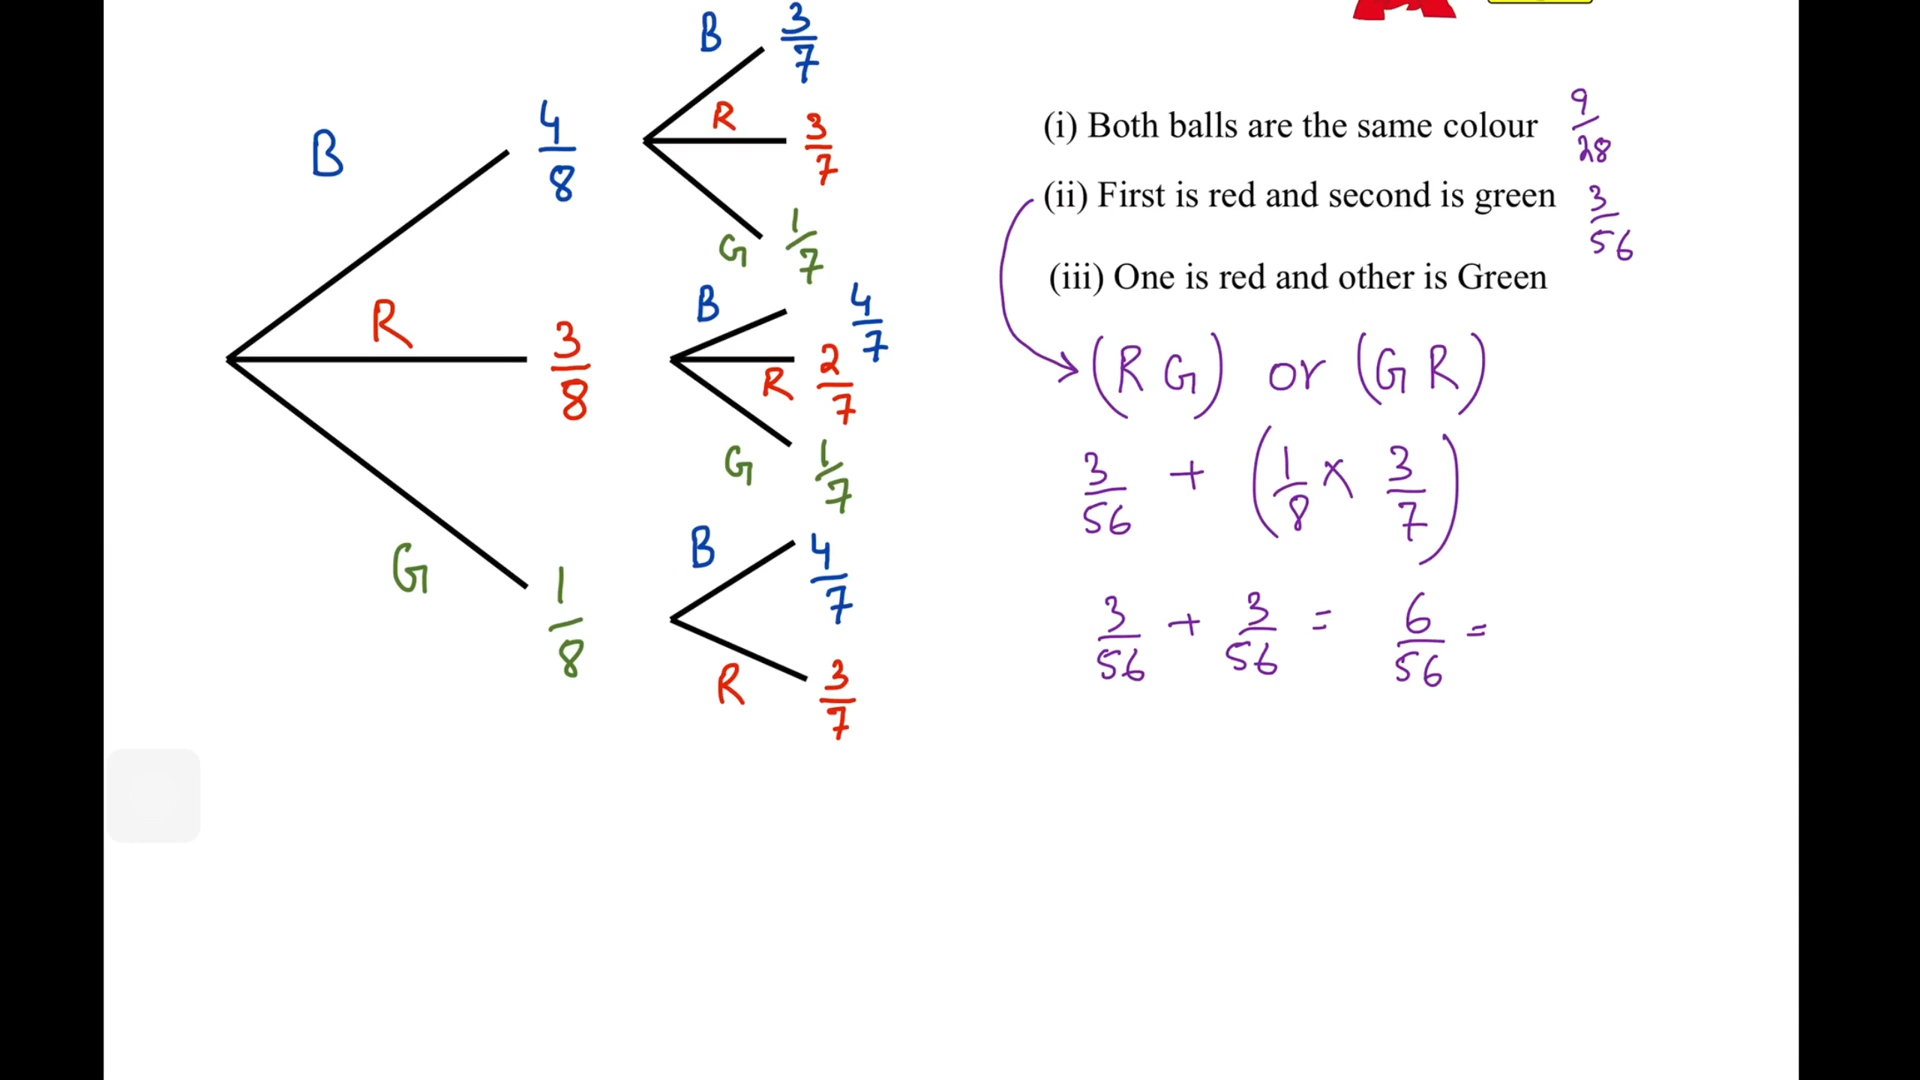 B 3/7
B 4/8
R 3/7
G 1/7
B 4/7
R 3/8
R 2/7
G 1/7
G 1/8
B 4/7
R 3/7
(i) Both balls are the same colour 9/28
(ii) First is red and second is green 3/56
(iii) One is red and other is Green
(R G) or (G R)
3/56 + (1/8 × 3/7)
3/56 + 3/56 = 6/56 =